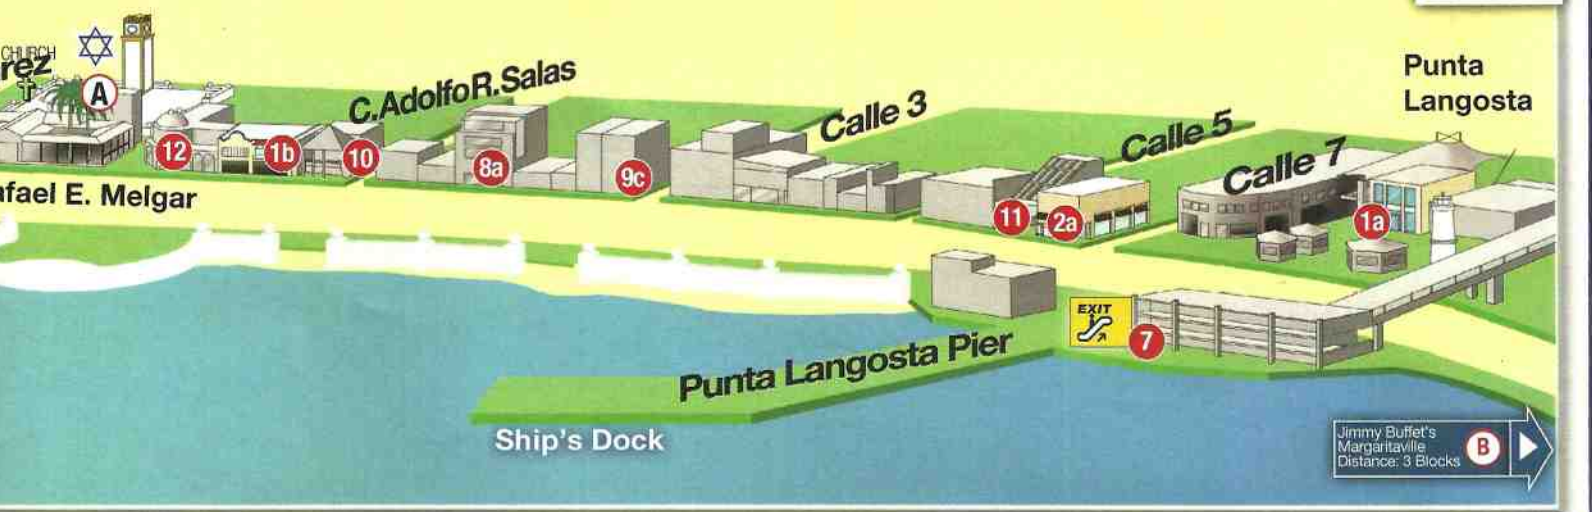 CHURCH
rez
A
C. Adolfo R. Salas
Calle 3
Calle 5
Calle 7
Punta
Langosta
12
1b
10
8a
9c
11
2a
1a
afael E. Melgar
EXIT
7
Punta Langosta Pier
Ship's Dock
Jimmy Buffet's
Margaritaville
Distance: 3 Blocks
B